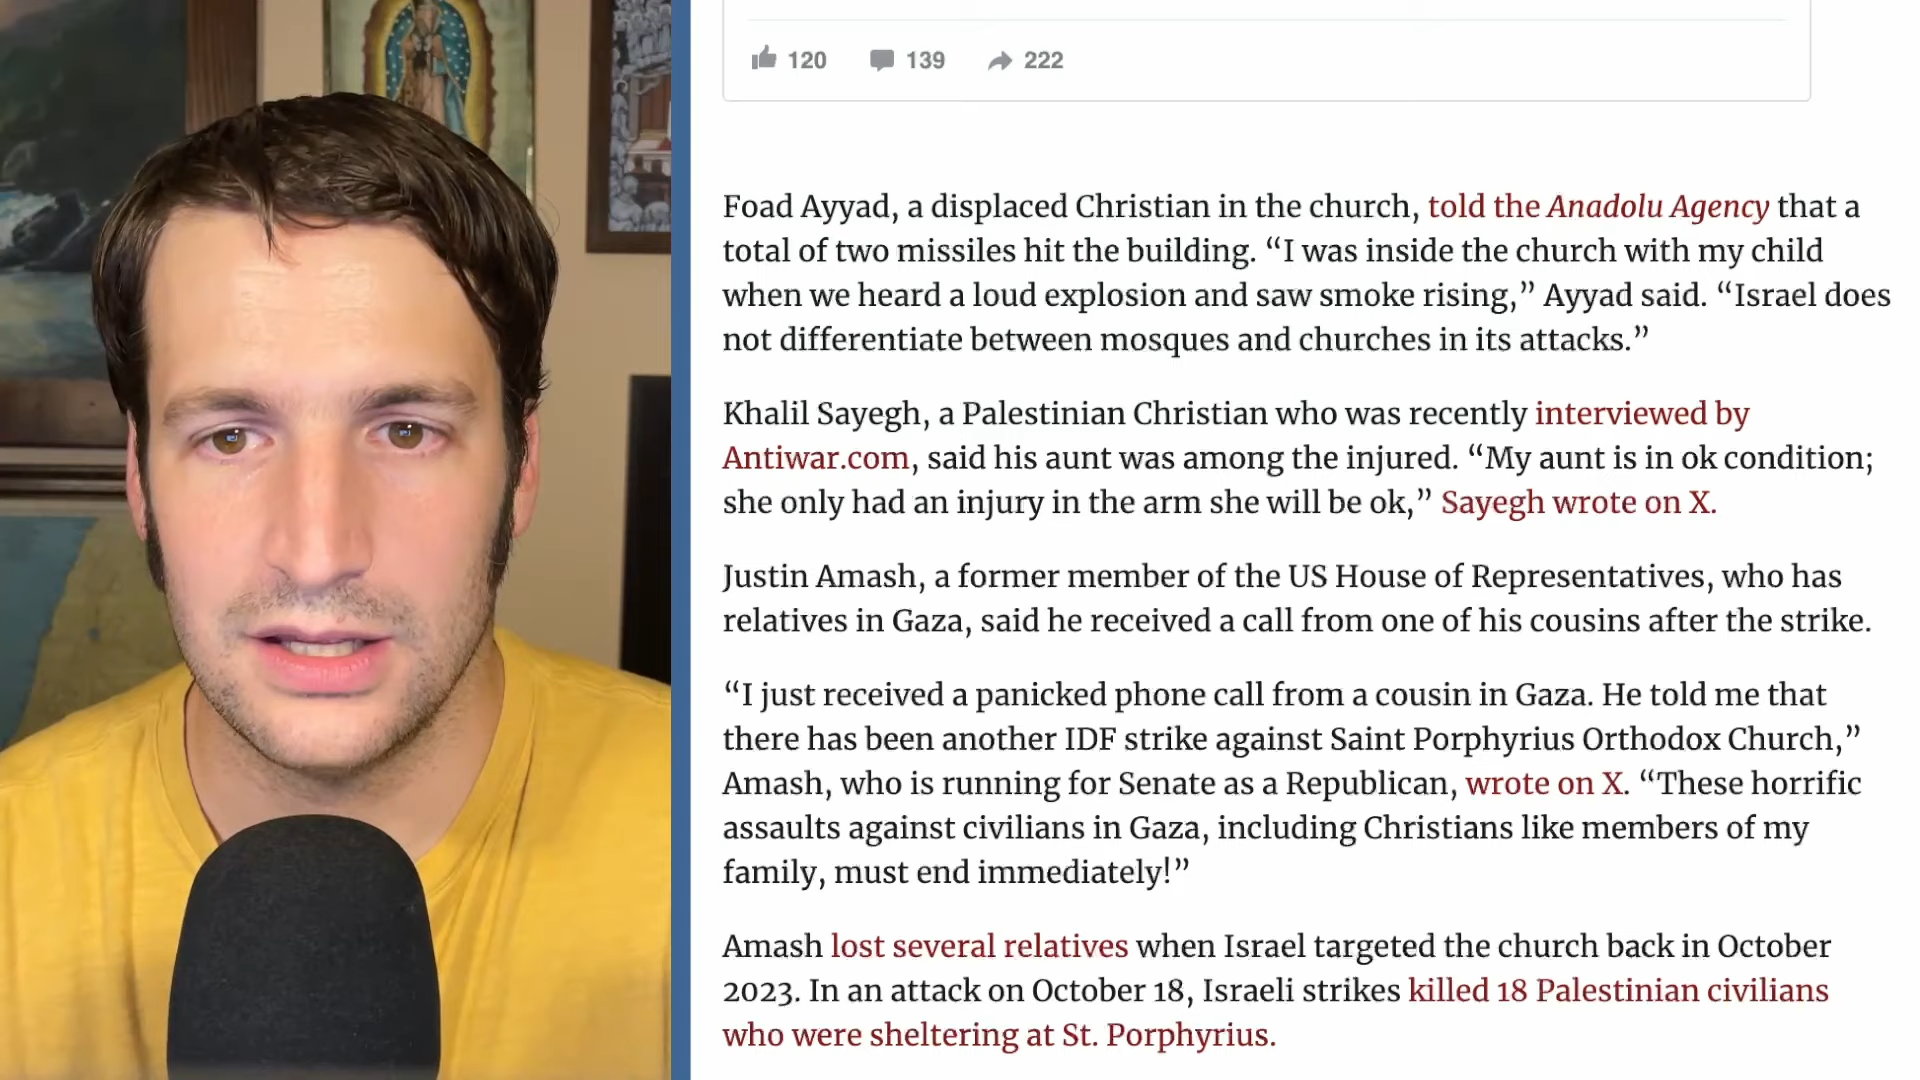 120 139 222
Foad Ayyad, a displaced Christian in the church, told the Anadolu Agency that a
total of two missiles hit the building. “I was inside the church with my child
when we heard a loud explosion and saw smoke rising,” Ayyad said. “Israel does
not differentiate between mosques and churches in its attacks.”
Khalil Sayegh, a Palestinian Christian who was recently interviewed by
Antiwar.com, said his aunt was among the injured. “My aunt is in ok condition;
she only had an injury in the arm she will be ok,” Sayegh wrote on X.
Justin Amash, a former member of the US House of Representatives, who has
relatives in Gaza, said he received a call from one of his cousins after the strike.
“I just received a panicked phone call from a cousin in Gaza. He told me that
there has been another IDF strike against Saint Porphyrius Orthodox Church,”
Amash, who is running for Senate as a Republican, wrote on X. “These horrific
assaults against civilians in Gaza, including Christians like members of my
family, must end immediately!”
Amash lost several relatives when Israel targeted the church back in October
2023. In an attack on October 18, Israeli strikes killed 18 Palestinian civilians
who were sheltering at St. Porphyrius.